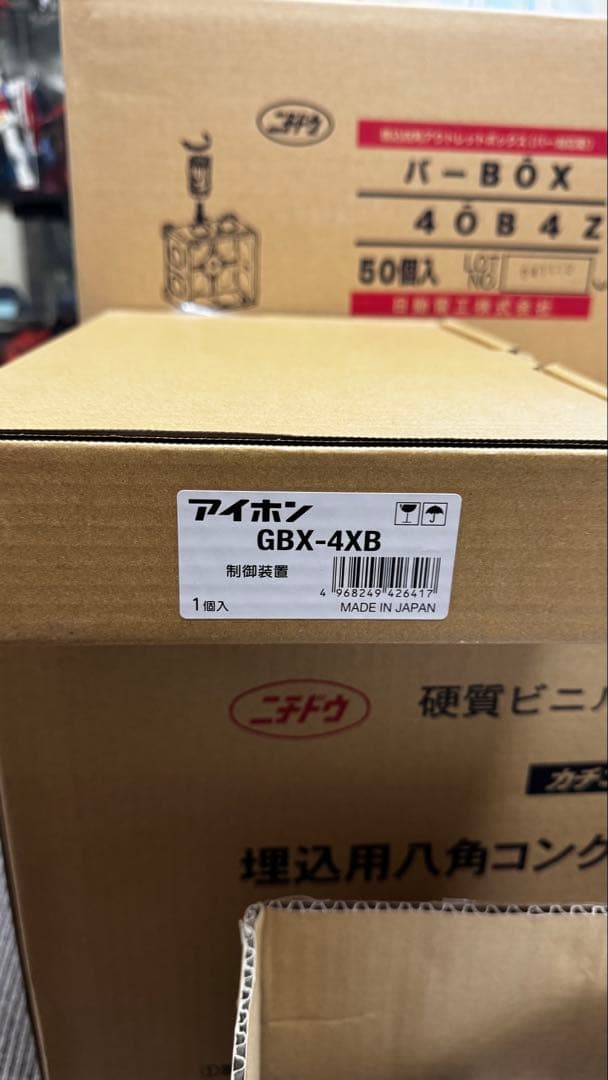 ニチドウ
バーBOX
4OB4Z
50個入 LOT NO.
日動電工株式会社
アイホン
GBX-4XB
制御装置
4 968249 426417
1個入 MADE IN JAPAN
ニチドウ 硬質ビニル
カチ
埋込用八角コンク